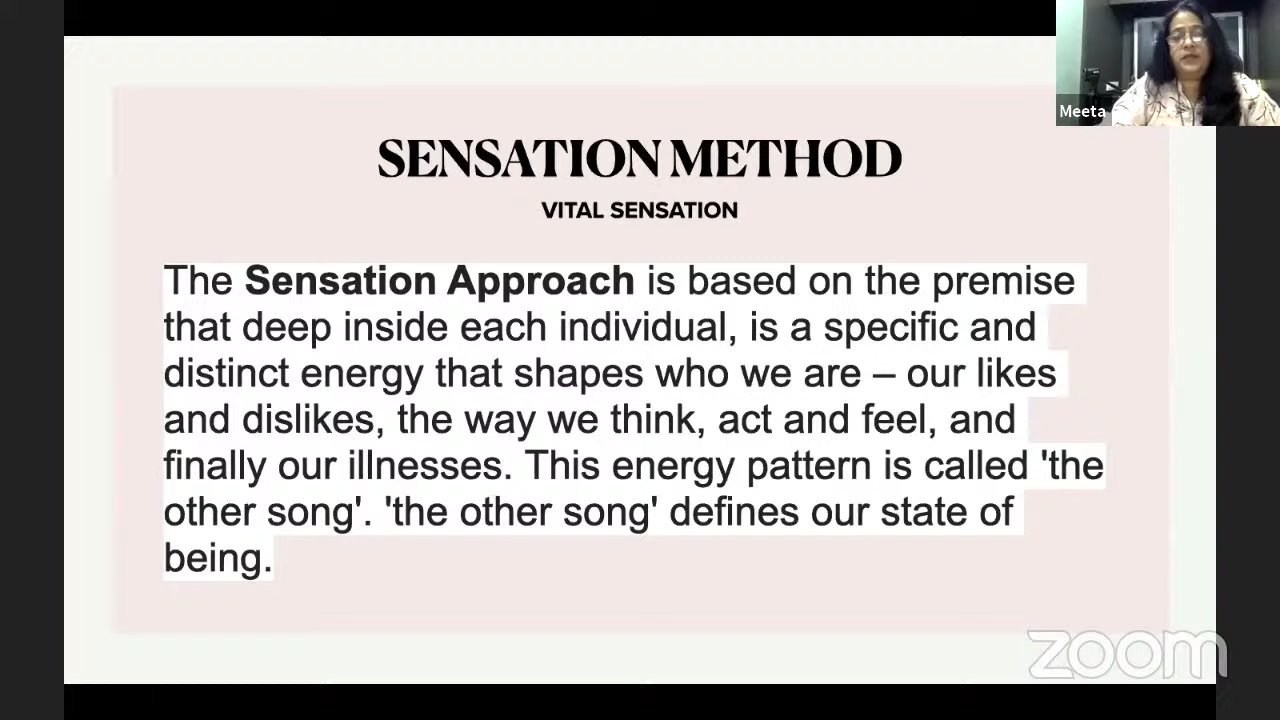 Meeta
SENSATION METHOD
VITAL SENSATION
The Sensation Approach is based on the premise
that deep inside each individual, is a specific and
distinct energy that shapes who we are – our likes
and dislikes, the way we think, act and feel, and
finally our illnesses. This energy pattern is called 'the
other song'. 'the other song' defines our state of
being.
zoom